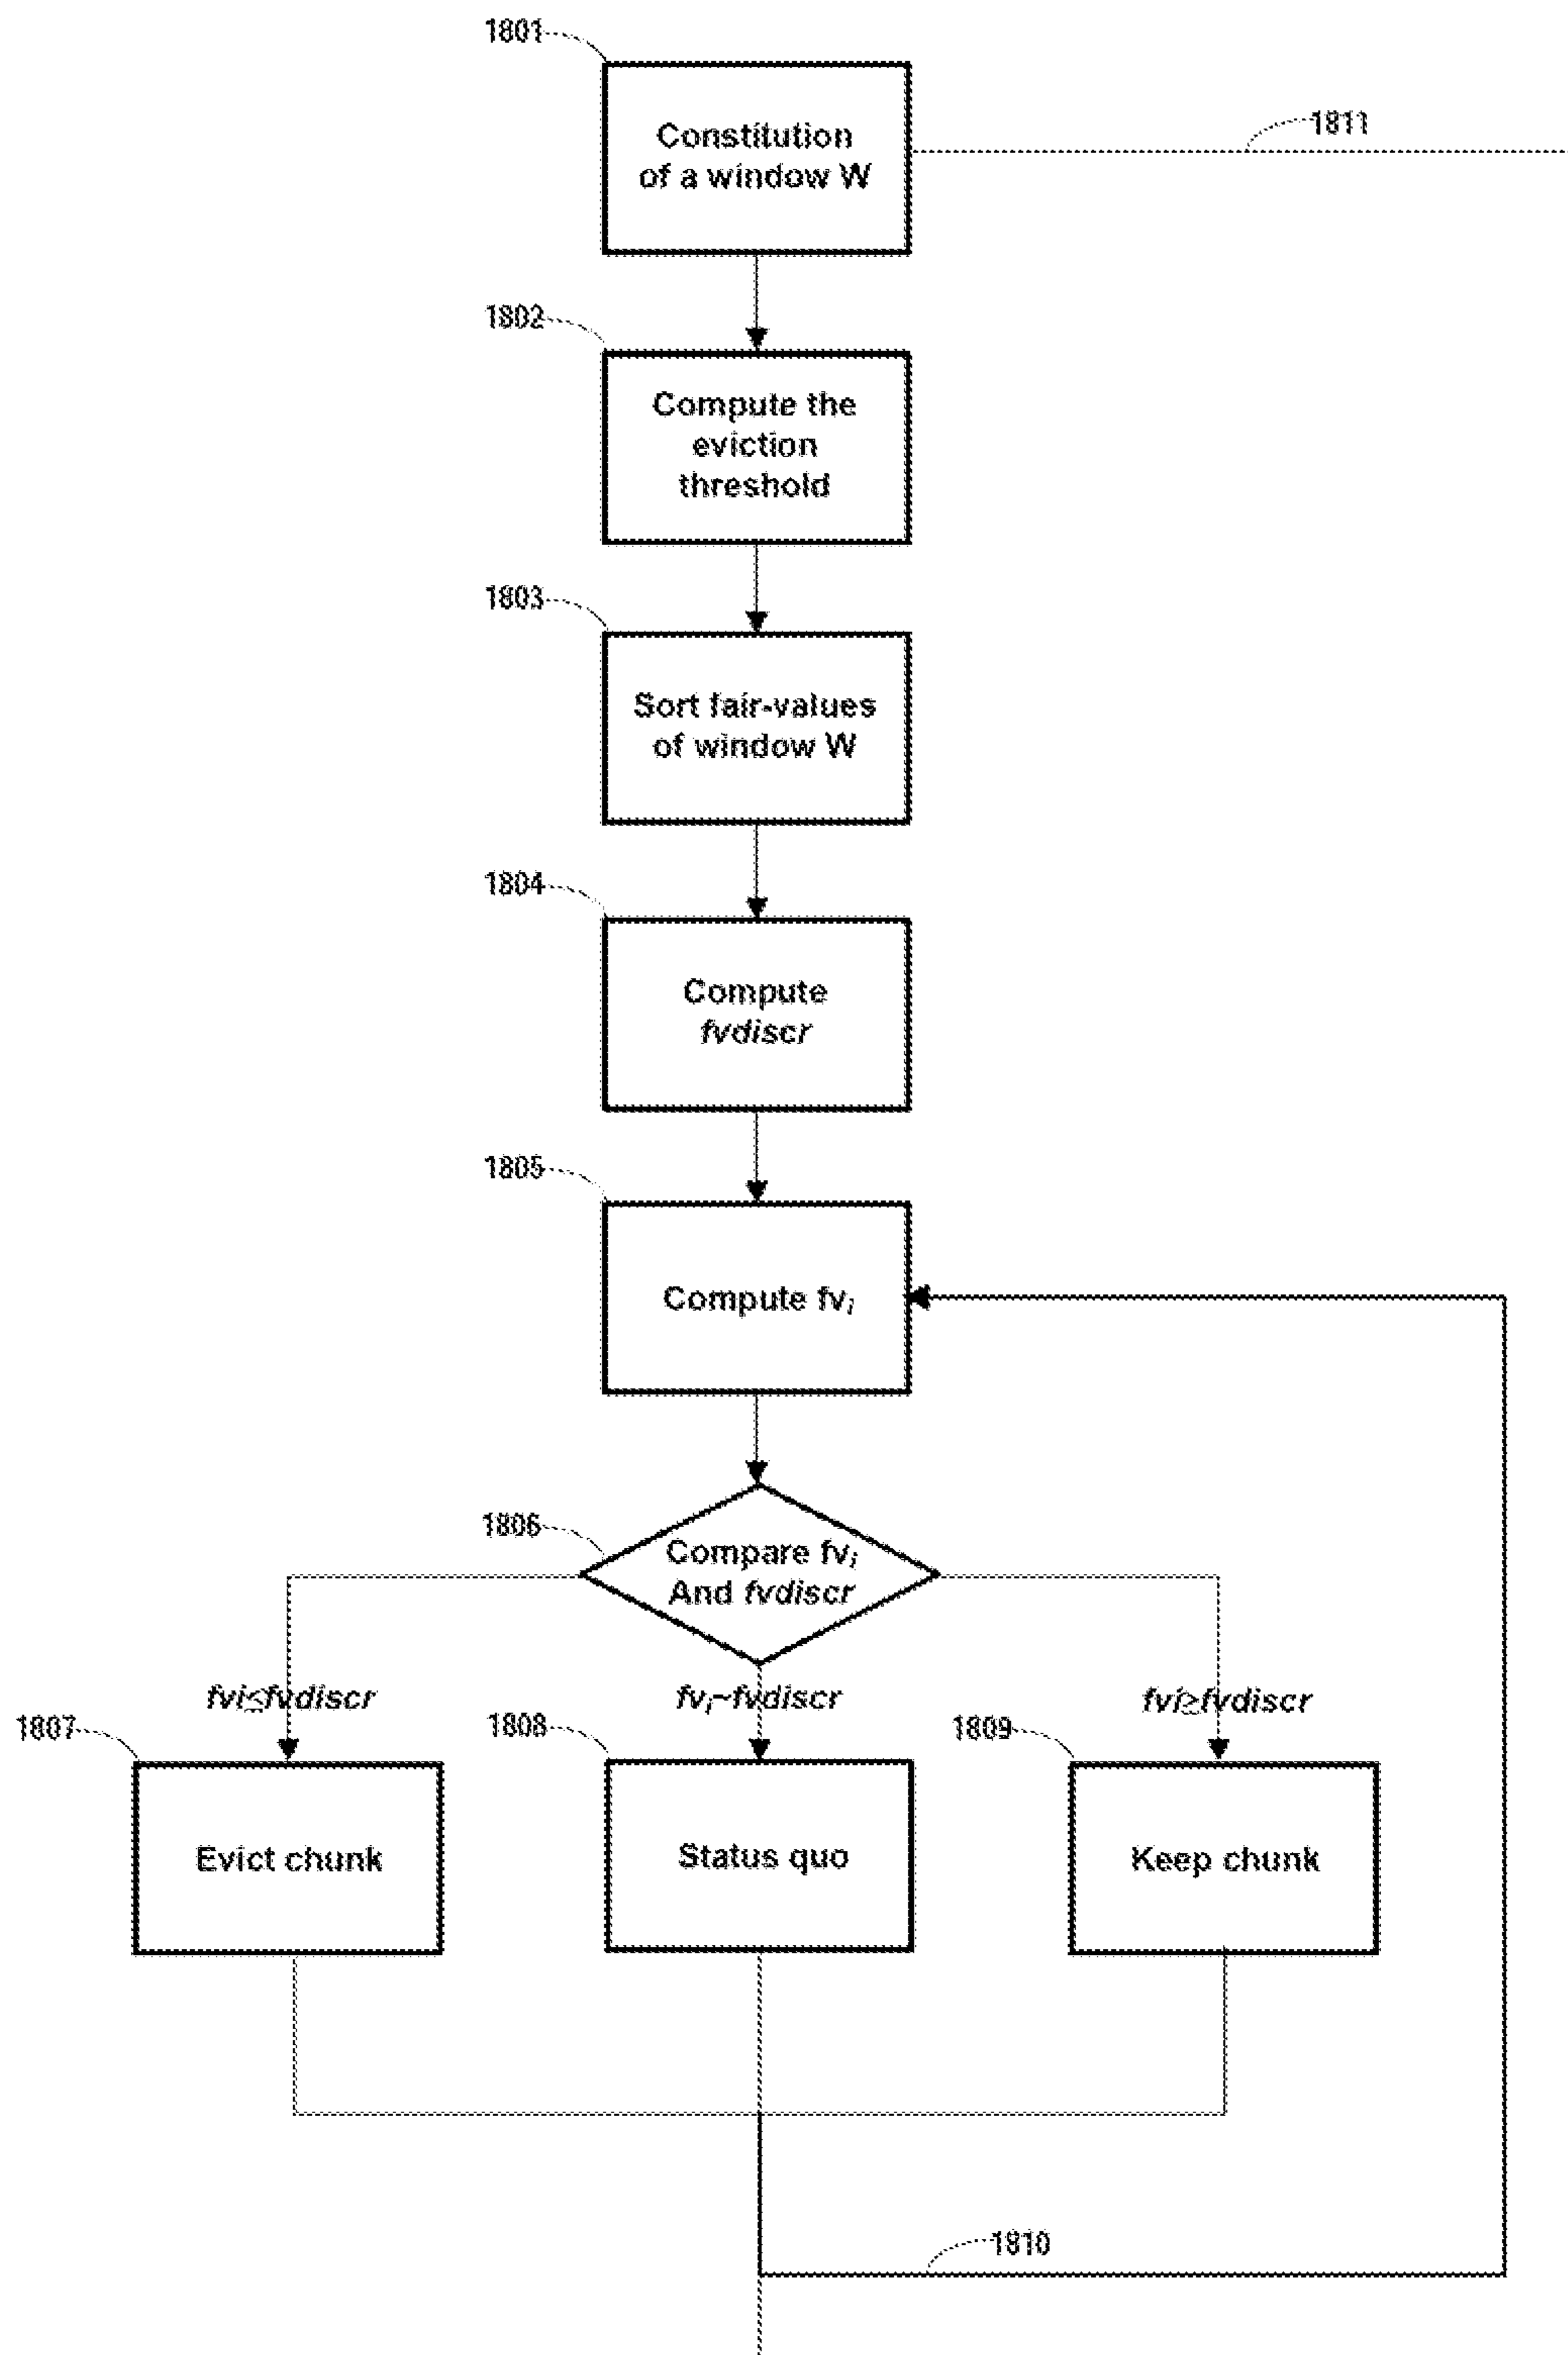 1801
Constitution
of a window W
1811
1802
Compute the
eviction
threshold
1803
Sort fair-values
of window W
1804
Compute
fvdiscr
1805
Compute fvi
1806
Compare fvi
And fvdiscr
fvi≤fvdiscr
fvi~fvdiscr
fvi≥fvdiscr
1807
1808
1809
Evict chunk
Status quo
Keep chunk
1810